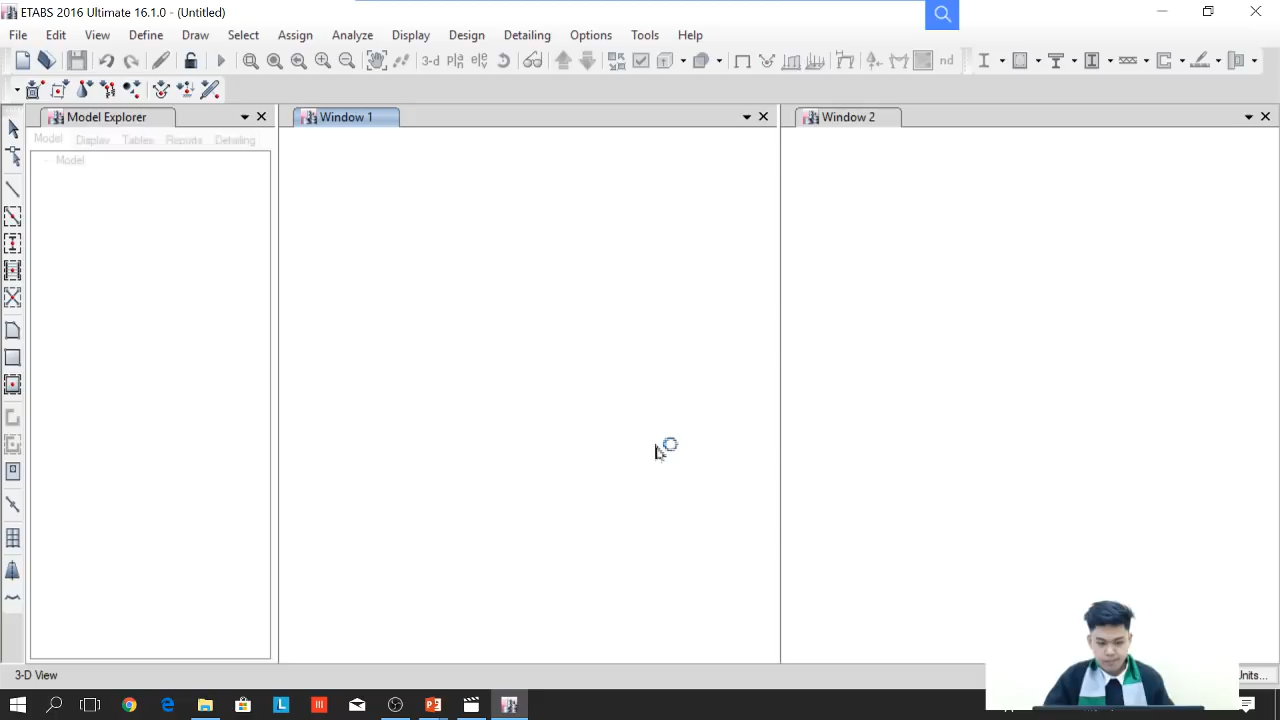 ETABS 2016 Ultimate 16.1.0 - (Untitled)
File Edit View Define Draw Select Assign Analyze Display Design Detailing Options Tools Help
3-d
nd
Model Explorer
Window 1
Window 2
Model Display Tables Reports Detailing
Model
3-D View
Units...